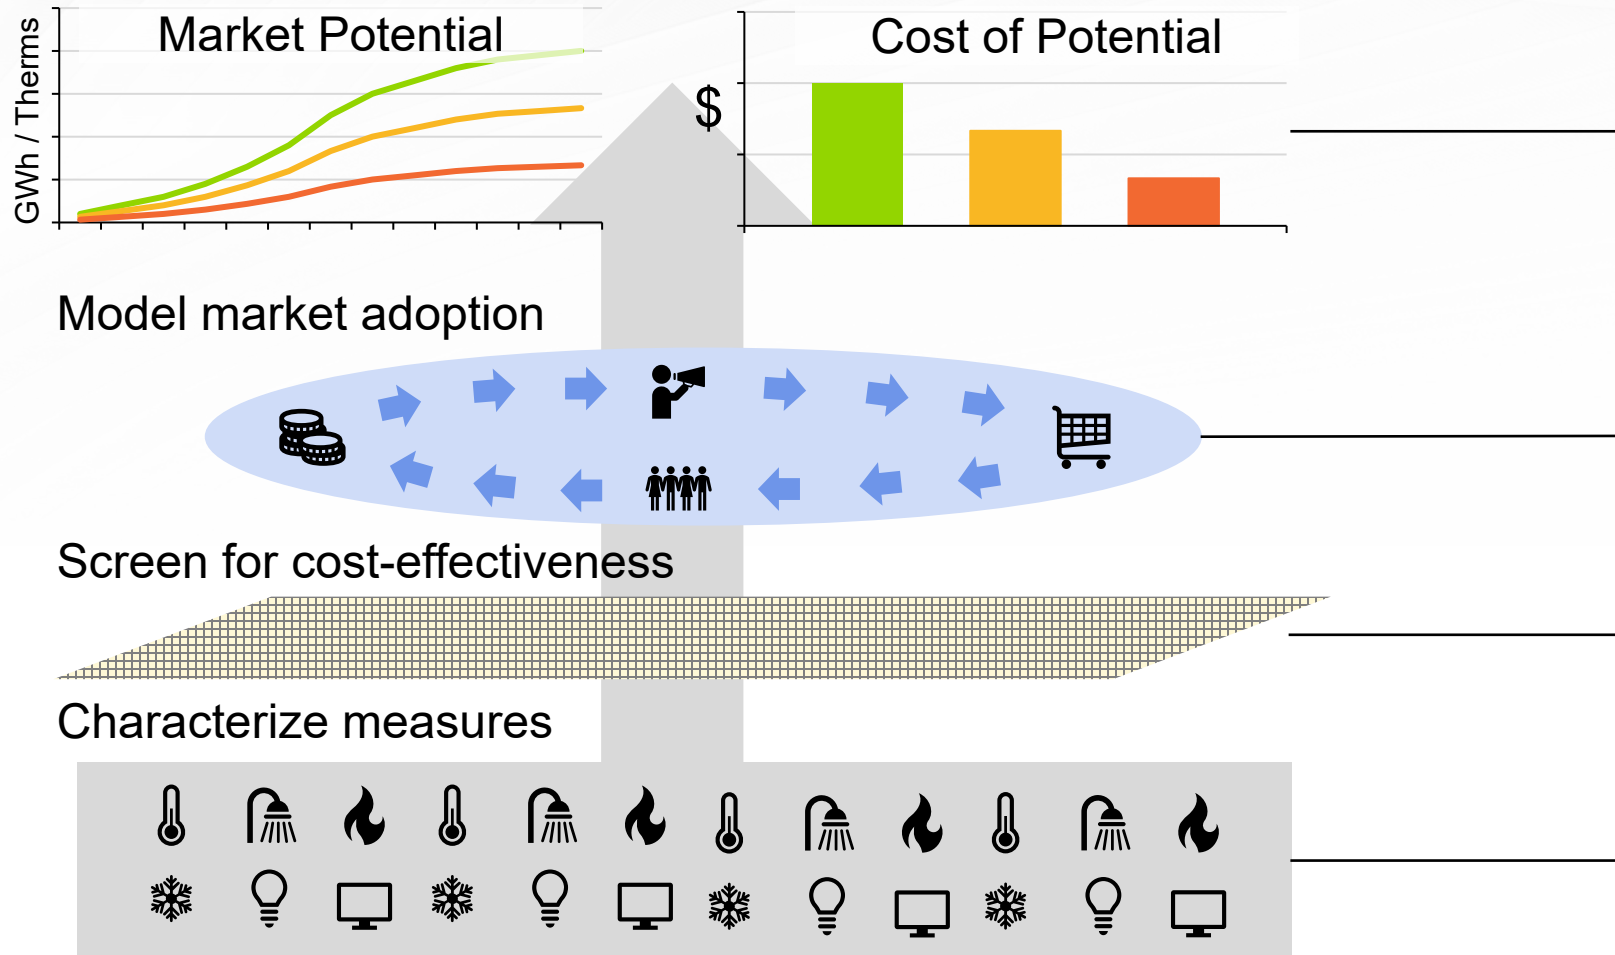 Market Potential
GWh / Therms
Cost of Potential
$
Model market adoption
Screen for cost-effectiveness
Characterize measures